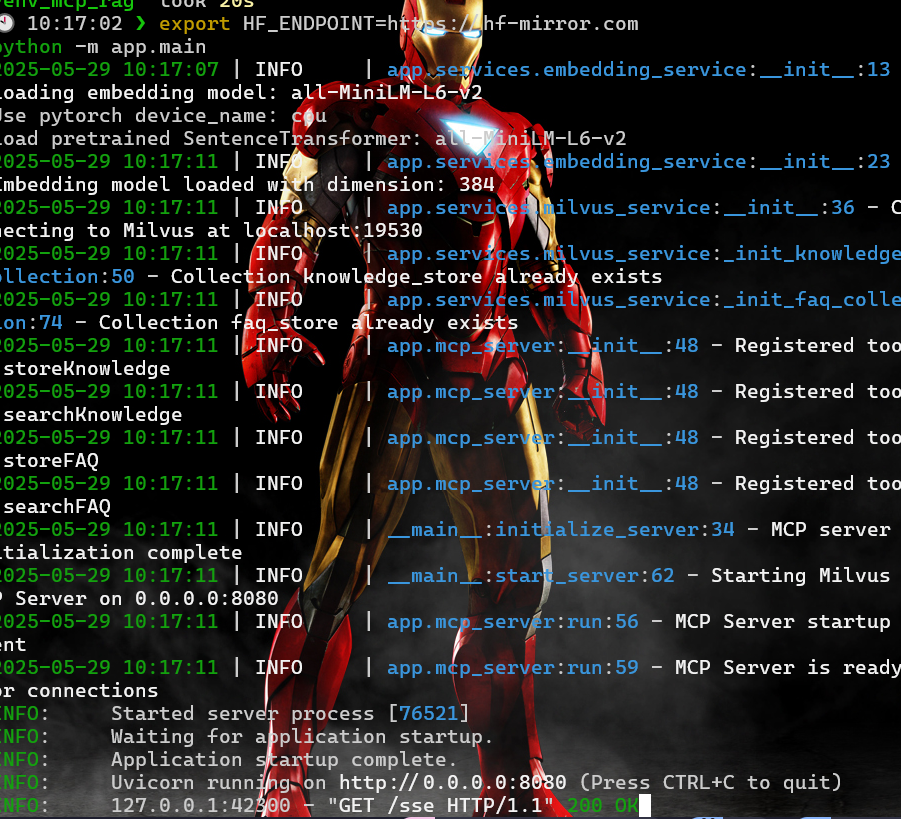 venv_mcp_rag took 20s
10:17:02 ❯ export HF_ENDPOINT=https://hf-mirror.com
python -m app.main
2025-05-29 10:17:07 | INFO | app.services.embedding_service:__init__:13
Loading embedding model: all-MiniLM-L6-v2
Use pytorch device_name: cpu
Load pretrained SentenceTransformer: all-MiniLM-L6-v2
2025-05-29 10:17:11 | INFO | app.services.embedding_service:__init__:23
Embedding model loaded with dimension: 384
2025-05-29 10:17:11 | INFO | app.services.milvus_service:__init__:36 - C
necting to Milvus at localhost:19530
2025-05-29 10:17:11 | INFO | app.services.milvus_service:_init_knowledge
ollection:50 - Collection knowledge_store already exists
2025-05-29 10:17:11 | INFO | app.services.milvus_service:_init_faq_colle
ion:74 - Collection faq_store already exists
2025-05-29 10:17:11 | INFO | app.mcp_server:__init__:48 - Registered too
storeKnowledge
2025-05-29 10:17:11 | INFO | app.mcp_server:__init__:48 - Registered too
searchKnowledge
2025-05-29 10:17:11 | INFO | app.mcp_server:__init__:48 - Registered too
storeFAQ
2025-05-29 10:17:11 | INFO | app.mcp_server:__init__:48 - Registered too
searchFAQ
2025-05-29 10:17:11 | INFO | __main__:initialize_server:34 - MCP server
itialization complete
2025-05-29 10:17:11 | INFO | __main__:start_server:62 - Starting Milvus
P Server on 0.0.0.0:8080
2025-05-29 10:17:11 | INFO | app.mcp_server:run:56 - MCP Server startup
ent
2025-05-29 10:17:11 | INFO | app.mcp_server:run:59 - MCP Server is ready
or connections
INFO: Started server process [76521]
INFO: Waiting for application startup.
INFO: Application startup complete.
INFO: Uvicorn running on http://0.0.0.0:8080 (Press CTRL+C to quit)
INFO: 127.0.0.1:42300 - "GET /sse HTTP/1.1" 200 OK